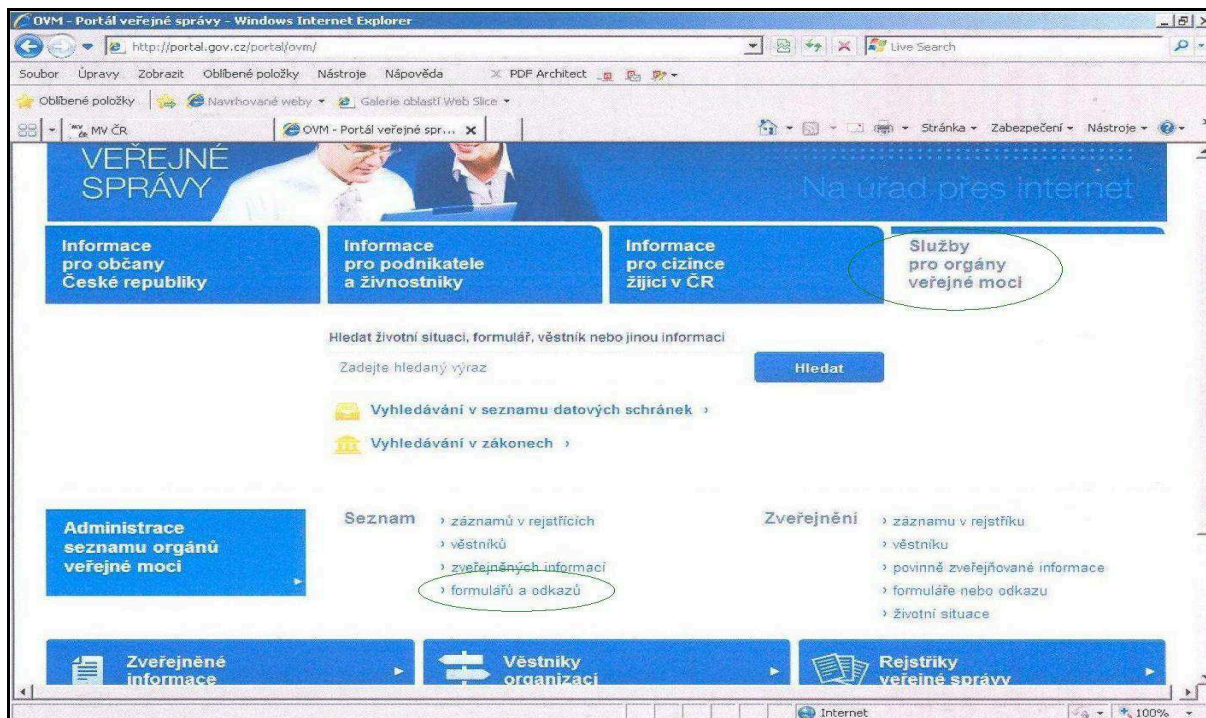 OVM - Portál veřejné správy - Windows Internet Explorer
http://portal.gov.cz/portal/ovm/
Live Search
Soubor Úpravy Zobrazit Oblíbené položky Nástroje Nápověda
PDF Architect
Oblíbené položky
Navrhované weby
Galerie oblastí Web Slice
MV ČR
OVM - Portál veřejné spr...
Stránka
Zabezpečení
Nástroje
VEŘEJNÉ
SPRÁVY
Na úřad přes internet
Informace
pro občany
České republiky
Informace
pro podnikatele
a živnostníky
Informace
pro cizince
žijící v ČR
Služby
pro orgány
veřejné moci
Hledat životní situaci, formulář, věstník nebo jinou informaci
Zadejte hledaný výraz
Hledat
Vyhledávání v seznamu datových schránek ›
Vyhledávání v zákonech ›
Administrace
seznamu orgánů
veřejné moci
Seznam
› záznamů v rejstřících
› věstníků
› zveřejněných informací
› formulářů a odkazů
Zveřejnění
› záznamu v rejstříku
› věstníku
› povinně zveřejňované informace
› formuláře nebo odkazu
› životní situace
Zveřejněné
informace
Věstníky
organizací
Rejstříky
veřejné správy
Internet
100%